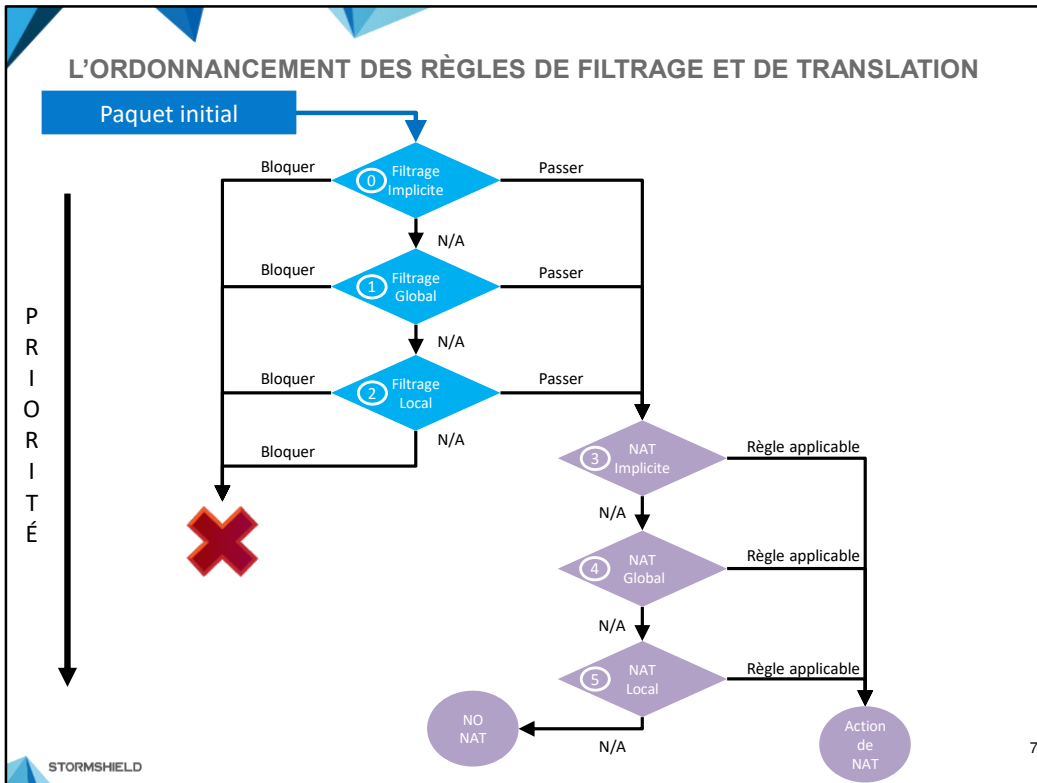 L'ORDONNANCEMENT DES RÈGLES DE FILTRAGE ET DE TRANSLATION
Paquet initial
Bloquer
0
Filtrage
Implicite
Passer
N/A
Bloquer
1
Filtrage
Global
Passer
N/A
Bloquer
2
Filtrage
Local
Passer
N/A
Bloquer
PRIORITÉ
3
NAT
Implicite
Règle applicable
N/A
4
NAT
Global
Règle applicable
N/A
5
NAT
Local
Règle applicable
N/A
NO
NAT
Action
de
NAT
STORMSHIELD
7